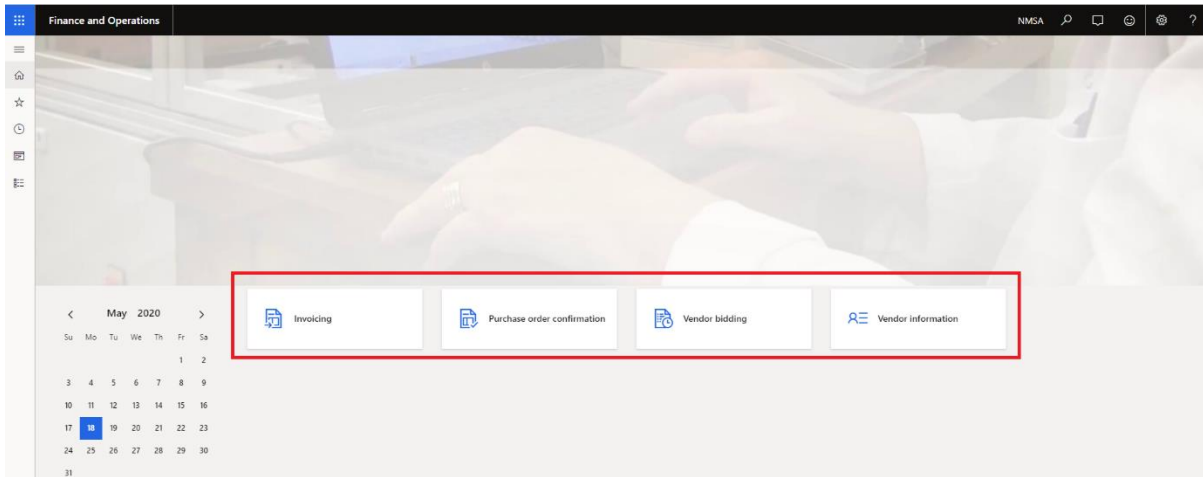 Finance and Operations
NMSA
?
May 2020
Su Mo Tu We Th Fr Sa
1 2
3 4 5 6 7 8 9
10 11 12 13 14 15 16
17 18 19 20 21 22 23
24 25 26 27 28 29 30
31
Invoicing
Purchase order confirmation
Vendor bidding
Vendor information